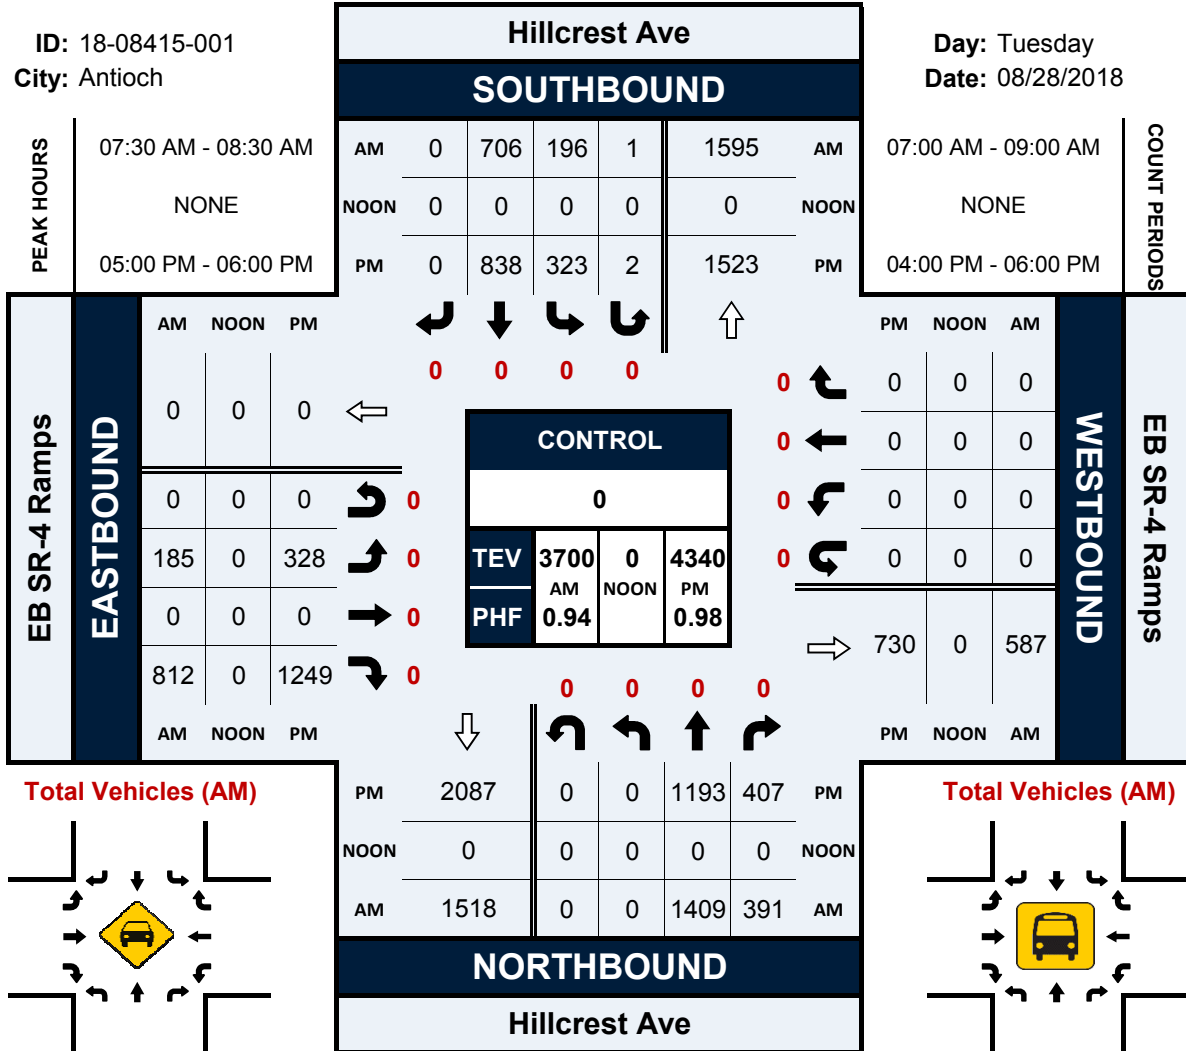 Hillcrest Ave
SOUTHBOUND
ID: 18-08415-001
City: Antioch
Day: Tuesday
Date: 08/28/2018
PEAK HOURS
07:30 AM - 08:30 AM
NONE
05:00 PM - 06:00 PM
AM 0 706 196 1 1595 AM
NOON 0 0 0 0 0 NOON
PM 0 838 323 2 1523 PM
07:00 AM - 09:00 AM
NONE
04:00 PM - 06:00 PM
COUNT PERIODS
0 0 0 0
EB SR-4 Ramps
EASTBOUND
AM NOON PM
0 0 0
0 0 0 0
185 0 328 0
0 0 0 0
812 0 1249 0
AM NOON PM
CONTROL
0
TEV 3700 0 4340
AM NOON PM
PHF 0.94 0.98
PM NOON AM
0 0 0 0
0 0 0 0
0 0 0 0
0 0 0 0
730 0 587
PM NOON AM
WESTBOUND
EB SR-4 Ramps
0 0 0 0
PM 2087 0 0 1193 407 PM
NOON 0 0 0 0 0 NOON
AM 1518 0 0 1409 391 AM
NORTHBOUND
Hillcrest Ave
Total Vehicles (AM)
Total Vehicles (AM)